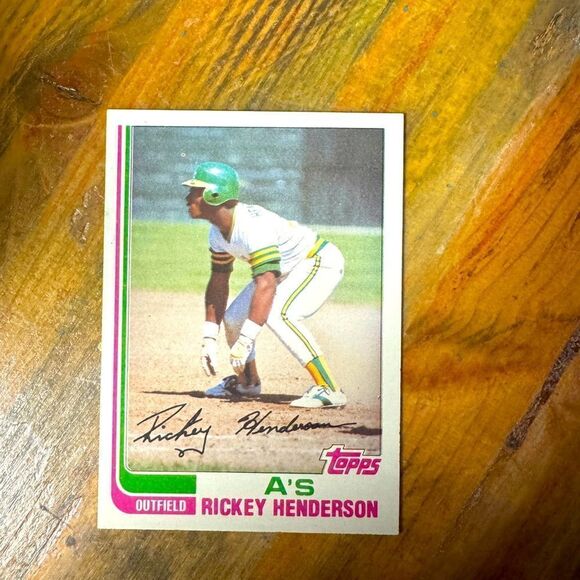 Rickey Henderson
TOPPS
A'S
OUTFIELD
RICKEY HENDERSON